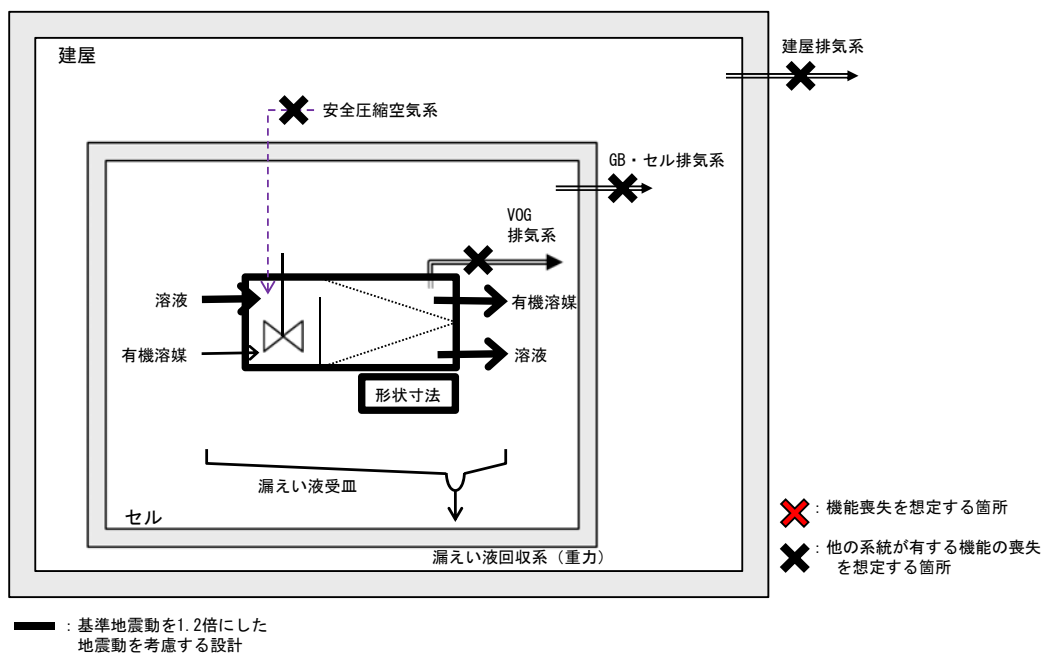 建屋
建屋排気系
安全圧縮空気系
GB・セル排気系
VOG
排気系
溶液
有機溶媒
有機溶媒
溶液
形状寸法
漏えい液受皿
セル
漏えい液回収系（重力）
：機能喪失を想定する箇所
：他の系統が有する機能の喪失
を想定する箇所
：基準地震動を1.2倍にした
地震動を考慮する設計